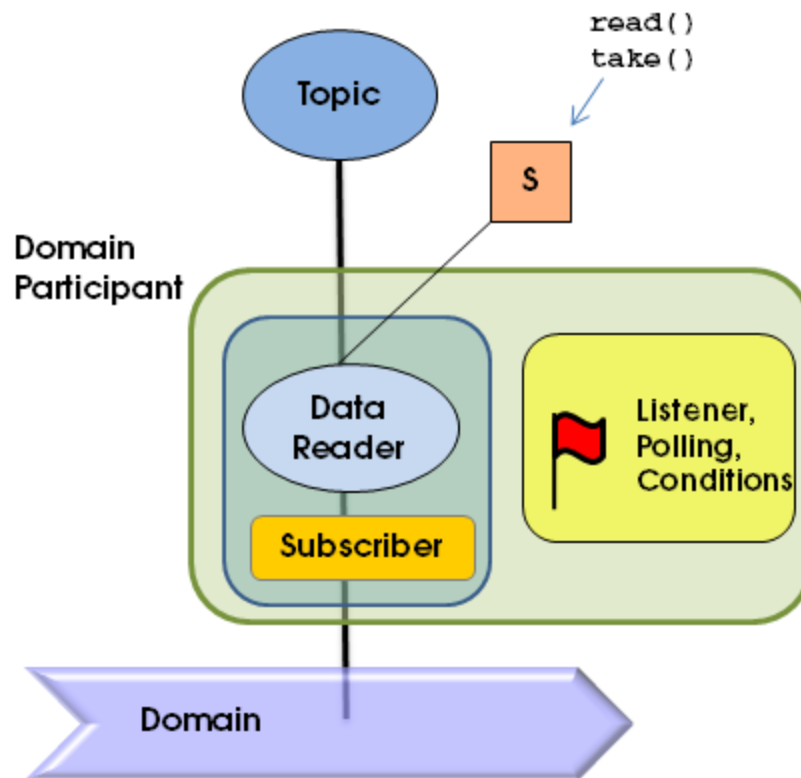 read()
take()
Topic
S
Domain
Participant
Data
Reader
Listener,
Polling,
Conditions
Subscriber
Domain